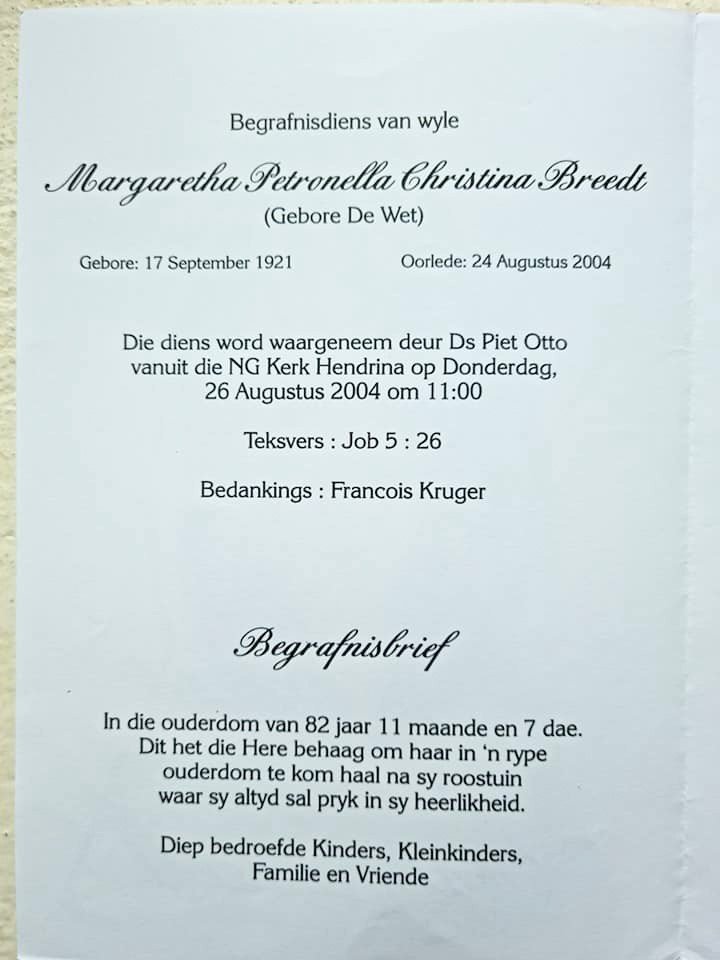 Begrafnisdiens van wyle
Margaretha Petronella Christina Breedt
(Gebore De Wet)
Gebore: 17 September 1921 Oorlede: 24 Augustus 2004
Die diens word waargeneem deur Ds Piet Otto
vanuit die NG Kerk Hendrina op Donderdag,
26 Augustus 2004 om 11:00
Teksvers : Job 5 : 26
Bedankings : Francois Kruger
Begrafnisbrief
In die ouderdom van 82 jaar 11 maande en 7 dae.
Dit het die Here behaag om haar in ‘n rype
ouderdom te kom haal na sy roostuin
waar sy altyd sal pryk in sy heerlikheid.
Diep bedroefde Kinders, Kleinkinders,
Familie en Vriende